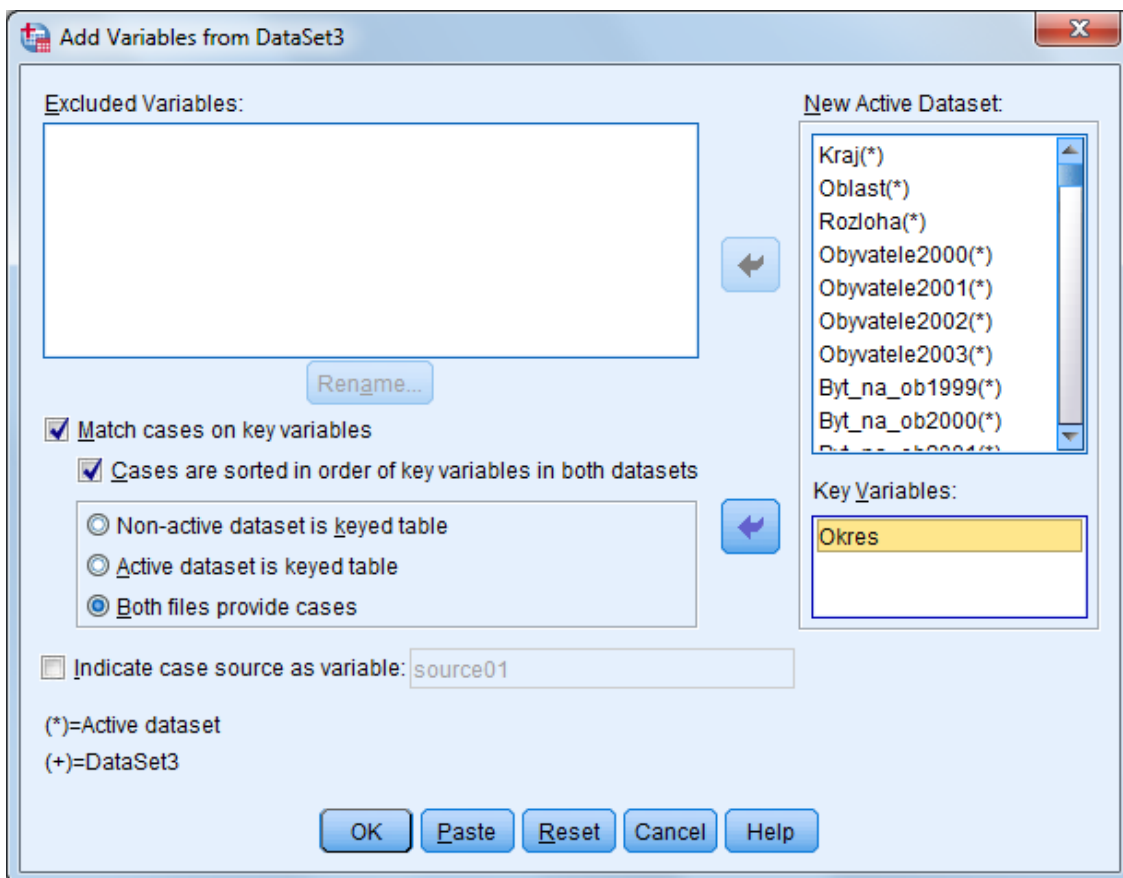 Add Variables from DataSet3
Excluded Variables:
Rename...
Match cases on key variables
Cases are sorted in order of key variables in both datasets
Non-active dataset is keyed table
Active dataset is keyed table
Both files provide cases
Indicate case source as variable: source01
(*)=Active dataset
(+)=DataSet3
New Active Dataset:
Kraj(*)
Oblast(*)
Rozloha(*)
Obyvatele2000(*)
Obyvatele2001(*)
Obyvatele2002(*)
Obyvatele2003(*)
Byt_na_ob1999(*)
Byt_na_ob2000(*)
Key Variables:
Okres
OK Paste Reset Cancel Help